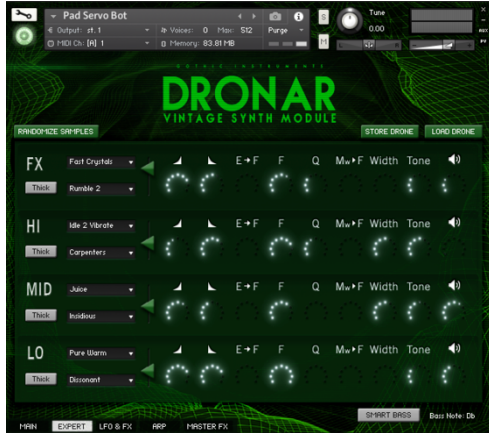 Pad Servo Bot
Output: st.1 Voices: 0 Max: 512 Purge
MIDI Ch: [A] 1 Memory: 83.81 MB
S
M
Tune
0.00
L R
AUX
PV
GOTHIC INSTRUMENTS
DRONAR
VINTAGE SYNTH MODULE
RANDOMIZE SAMPLES STORE DRONE LOAD DRONE
FX Fast Crystals E F F Q Mw F Width Tone
Thick Rumble 2
HI Idle 2 Vibrate E F F Q Mw F Width Tone
Thick Carpenters
MID Juice E F F Q Mw F Width Tone
Thick Insidious
LO Pure Warm E F F Q Mw F Width Tone
Thick Dissonant
SMART BASS Bass Note: Db
MAIN EXPERT LFO & FX ARP MASTER FX